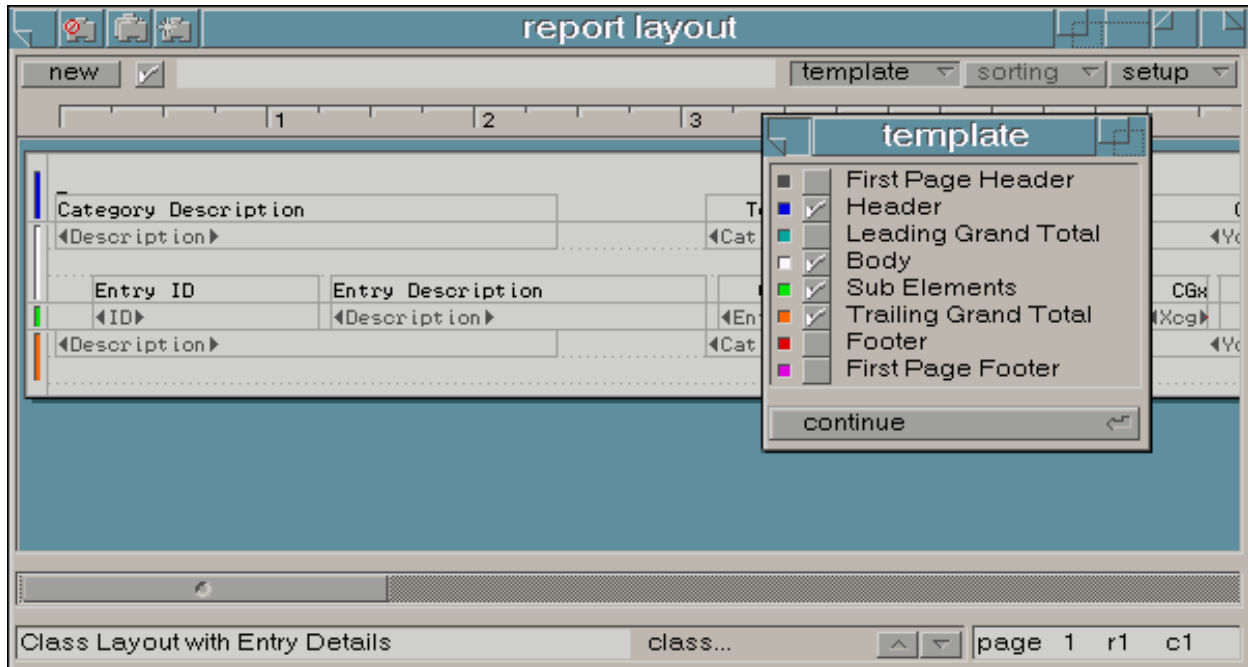 report layout
new template sorting setup
1 2 3
template
First Page Header
Header
Leading Grand Total
Body
Sub Elements
Trailing Grand Total
Footer
First Page Footer
continue
Category Description
Description Cat
Entry ID Entry Description CGx
ID Description Xcg
Description Cat
Class Layout with Entry Details class... page 1 r1 c1